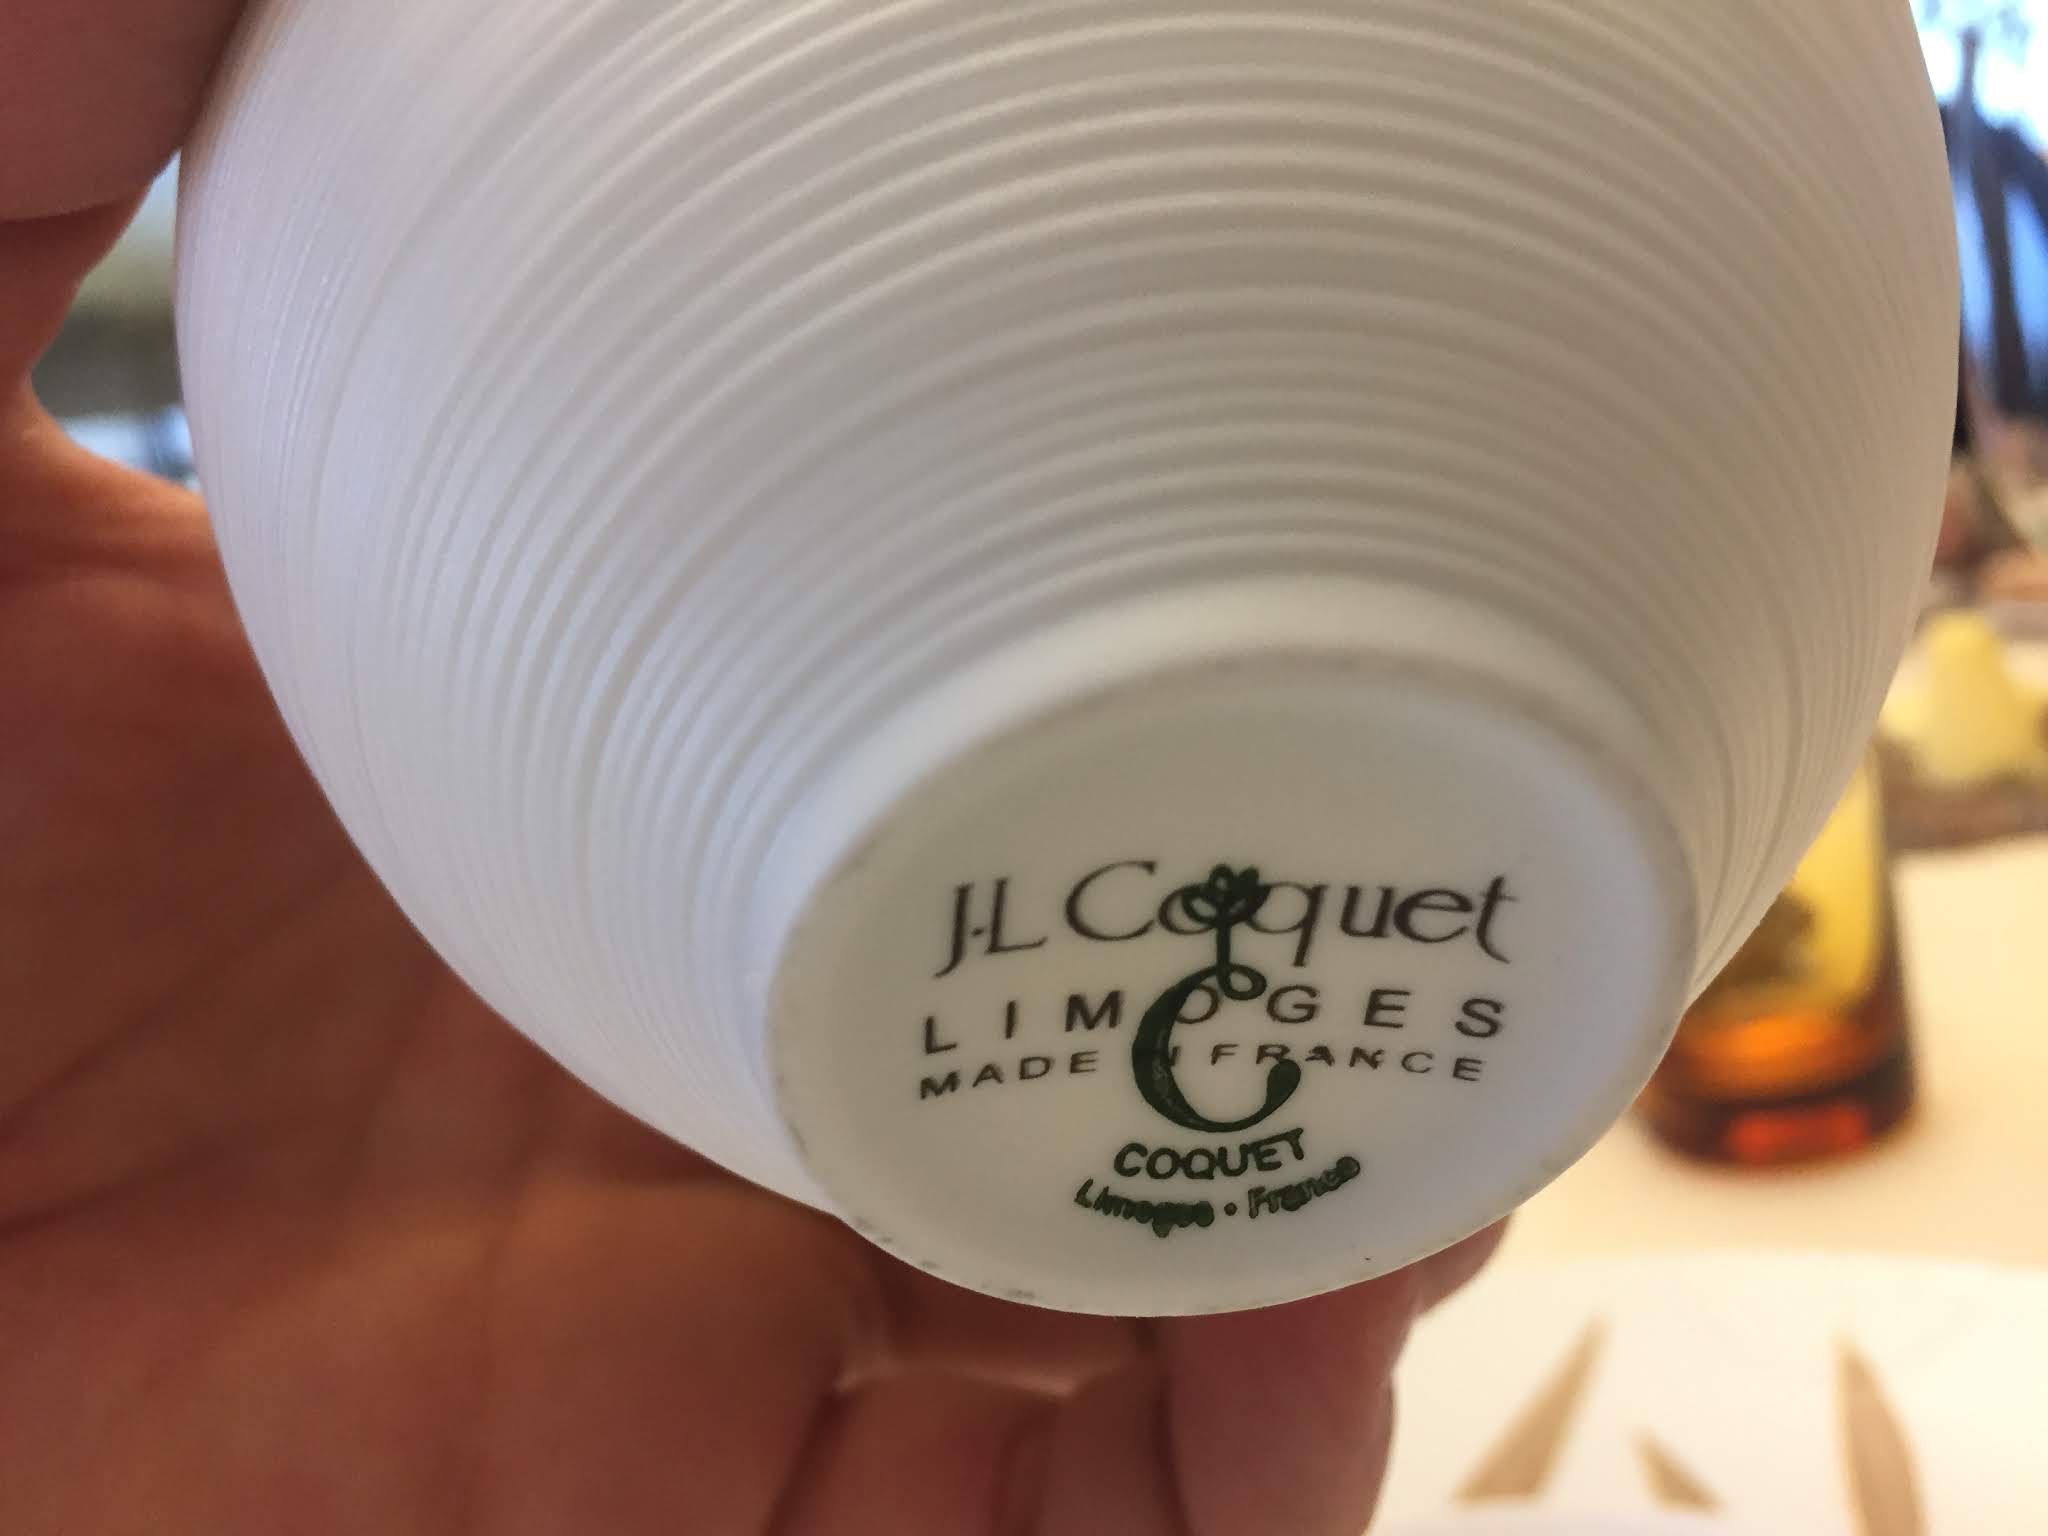 J.L Coquet
LIMOGES
MADE IN FRANCE
C
COQUET
Limoges • France